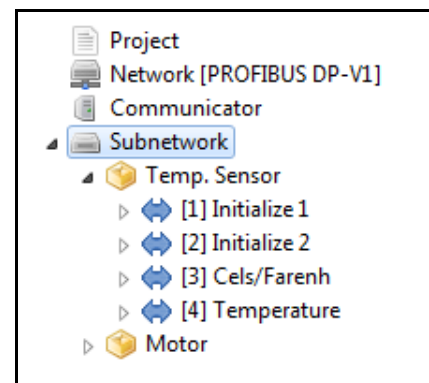 Project
Network [PROFIBUS DP-V1]
Communicator
Subnetwork
Temp. Sensor
[1] Initialize 1
[2] Initialize 2
[3] Cels/Farenh
[4] Temperature
Motor